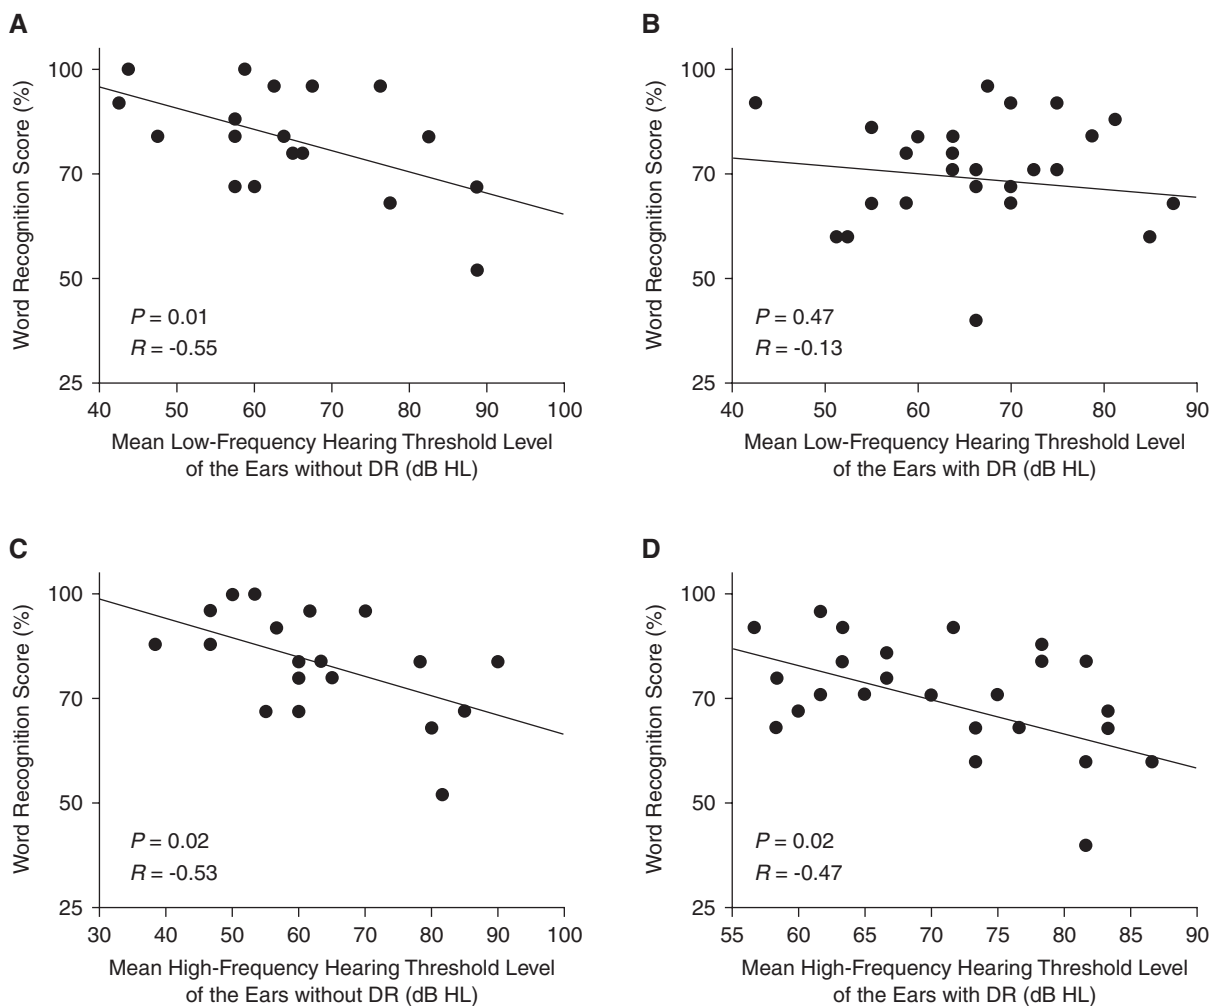 A
Word Recognition Score (%)
100
70
50
25
P = 0.01
R = -0.55
40 50 60 70 80 90 100
Mean Low-Frequency Hearing Threshold Level
of the Ears without DR (dB HL)
B
Word Recognition Score (%)
100
70
50
25
P = 0.47
R = -0.13
40 50 60 70 80 90
Mean Low-Frequency Hearing Threshold Level
of the Ears with DR (dB HL)
C
Word Recognition Score (%)
100
70
50
25
P = 0.02
R = -0.53
30 40 50 60 70 80 90 100
Mean High-Frequency Hearing Threshold Level
of the Ears without DR (dB HL)
D
Word Recognition Score (%)
100
70
50
25
P = 0.02
R = -0.47
55 60 65 70 75 80 85 90
Mean High-Frequency Hearing Threshold Level
of the Ears with DR (dB HL)